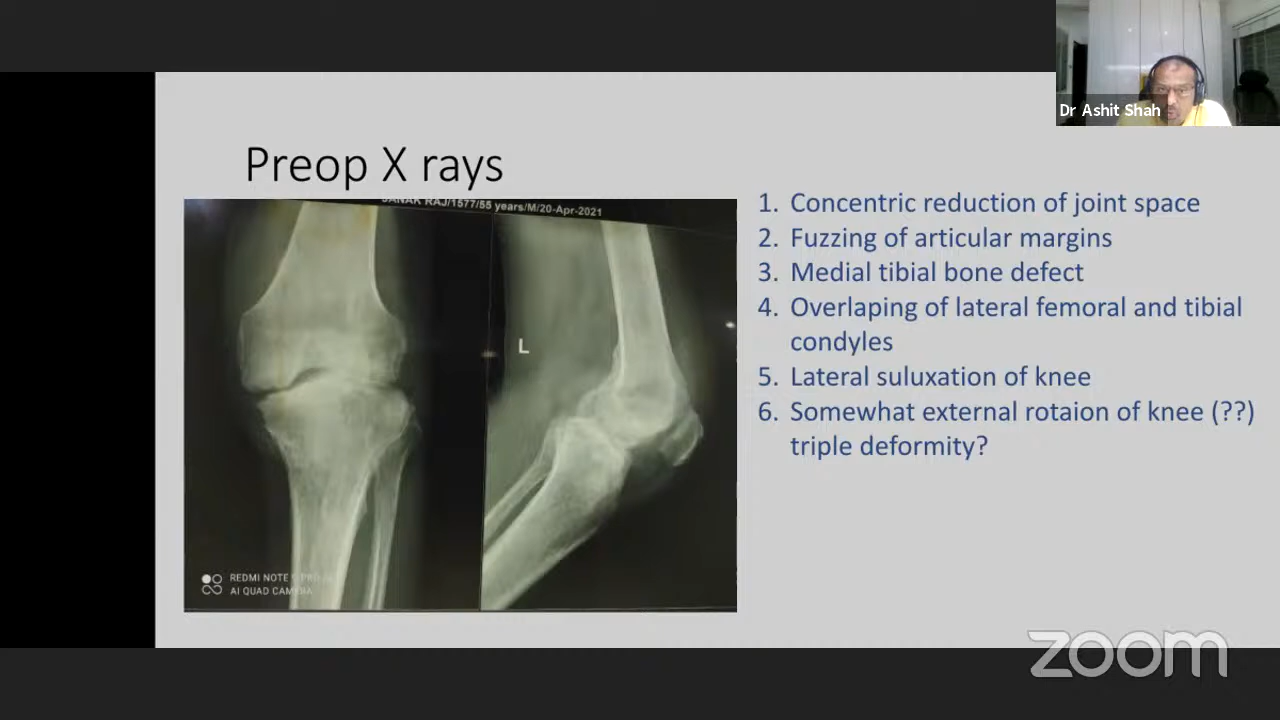 Dr Ashit Shah
Preop X rays
JANAK RAJ/1577/55 years/M/20-Apr-2021
L
REDMI NOTE
AI QUAD CAMERA
1. Concentric reduction of joint space
2. Fuzzing of articular margins
3. Medial tibial bone defect
4. Overlaping of lateral femoral and tibial
condyles
5. Lateral suluxation of knee
6. Somewhat external rotaion of knee (??)
triple deformity?
zoom